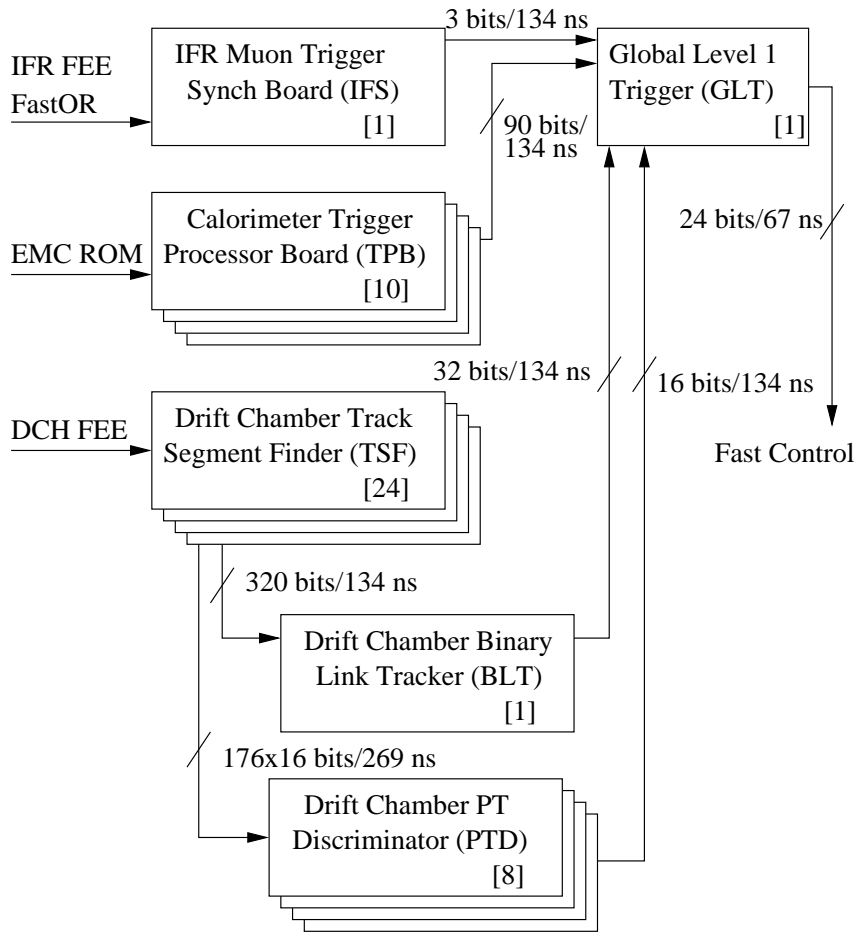 3 bits/134 ns
IFR FEE
FastOR
IFR Muon Trigger
Synch Board (IFS)
[1]
Global Level 1
Trigger (GLT)
[1]
90 bits/
134 ns
24 bits/67 ns
EMC ROM
Calorimeter Trigger
Processor Board (TPB)
[10]
32 bits/134 ns
16 bits/134 ns
DCH FEE
Drift Chamber Track
Segment Finder (TSF)
[24]
Fast Control
320 bits/134 ns
Drift Chamber Binary
Link Tracker (BLT)
[1]
176x16 bits/269 ns
Drift Chamber PT
Discriminator (PTD)
[8]